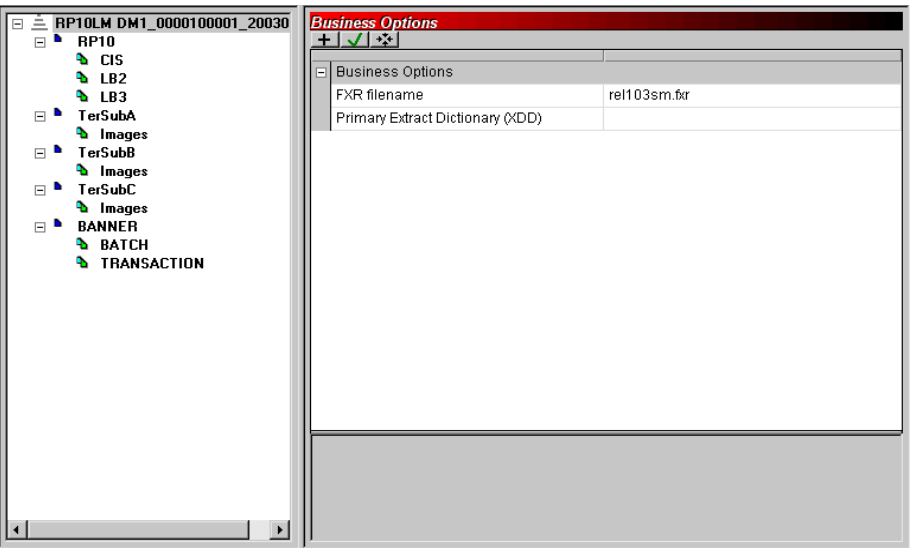 RP10LM DM1_0000100001_20030
RP10
CIS
LB2
LB3
TerSubA
Images
TerSubB
Images
TerSubC
Images
BANNER
BATCH
TRANSACTION
Business Options
Business Options
FXR filename rel103sm.fxr
Primary Extract Dictionary (XDD)